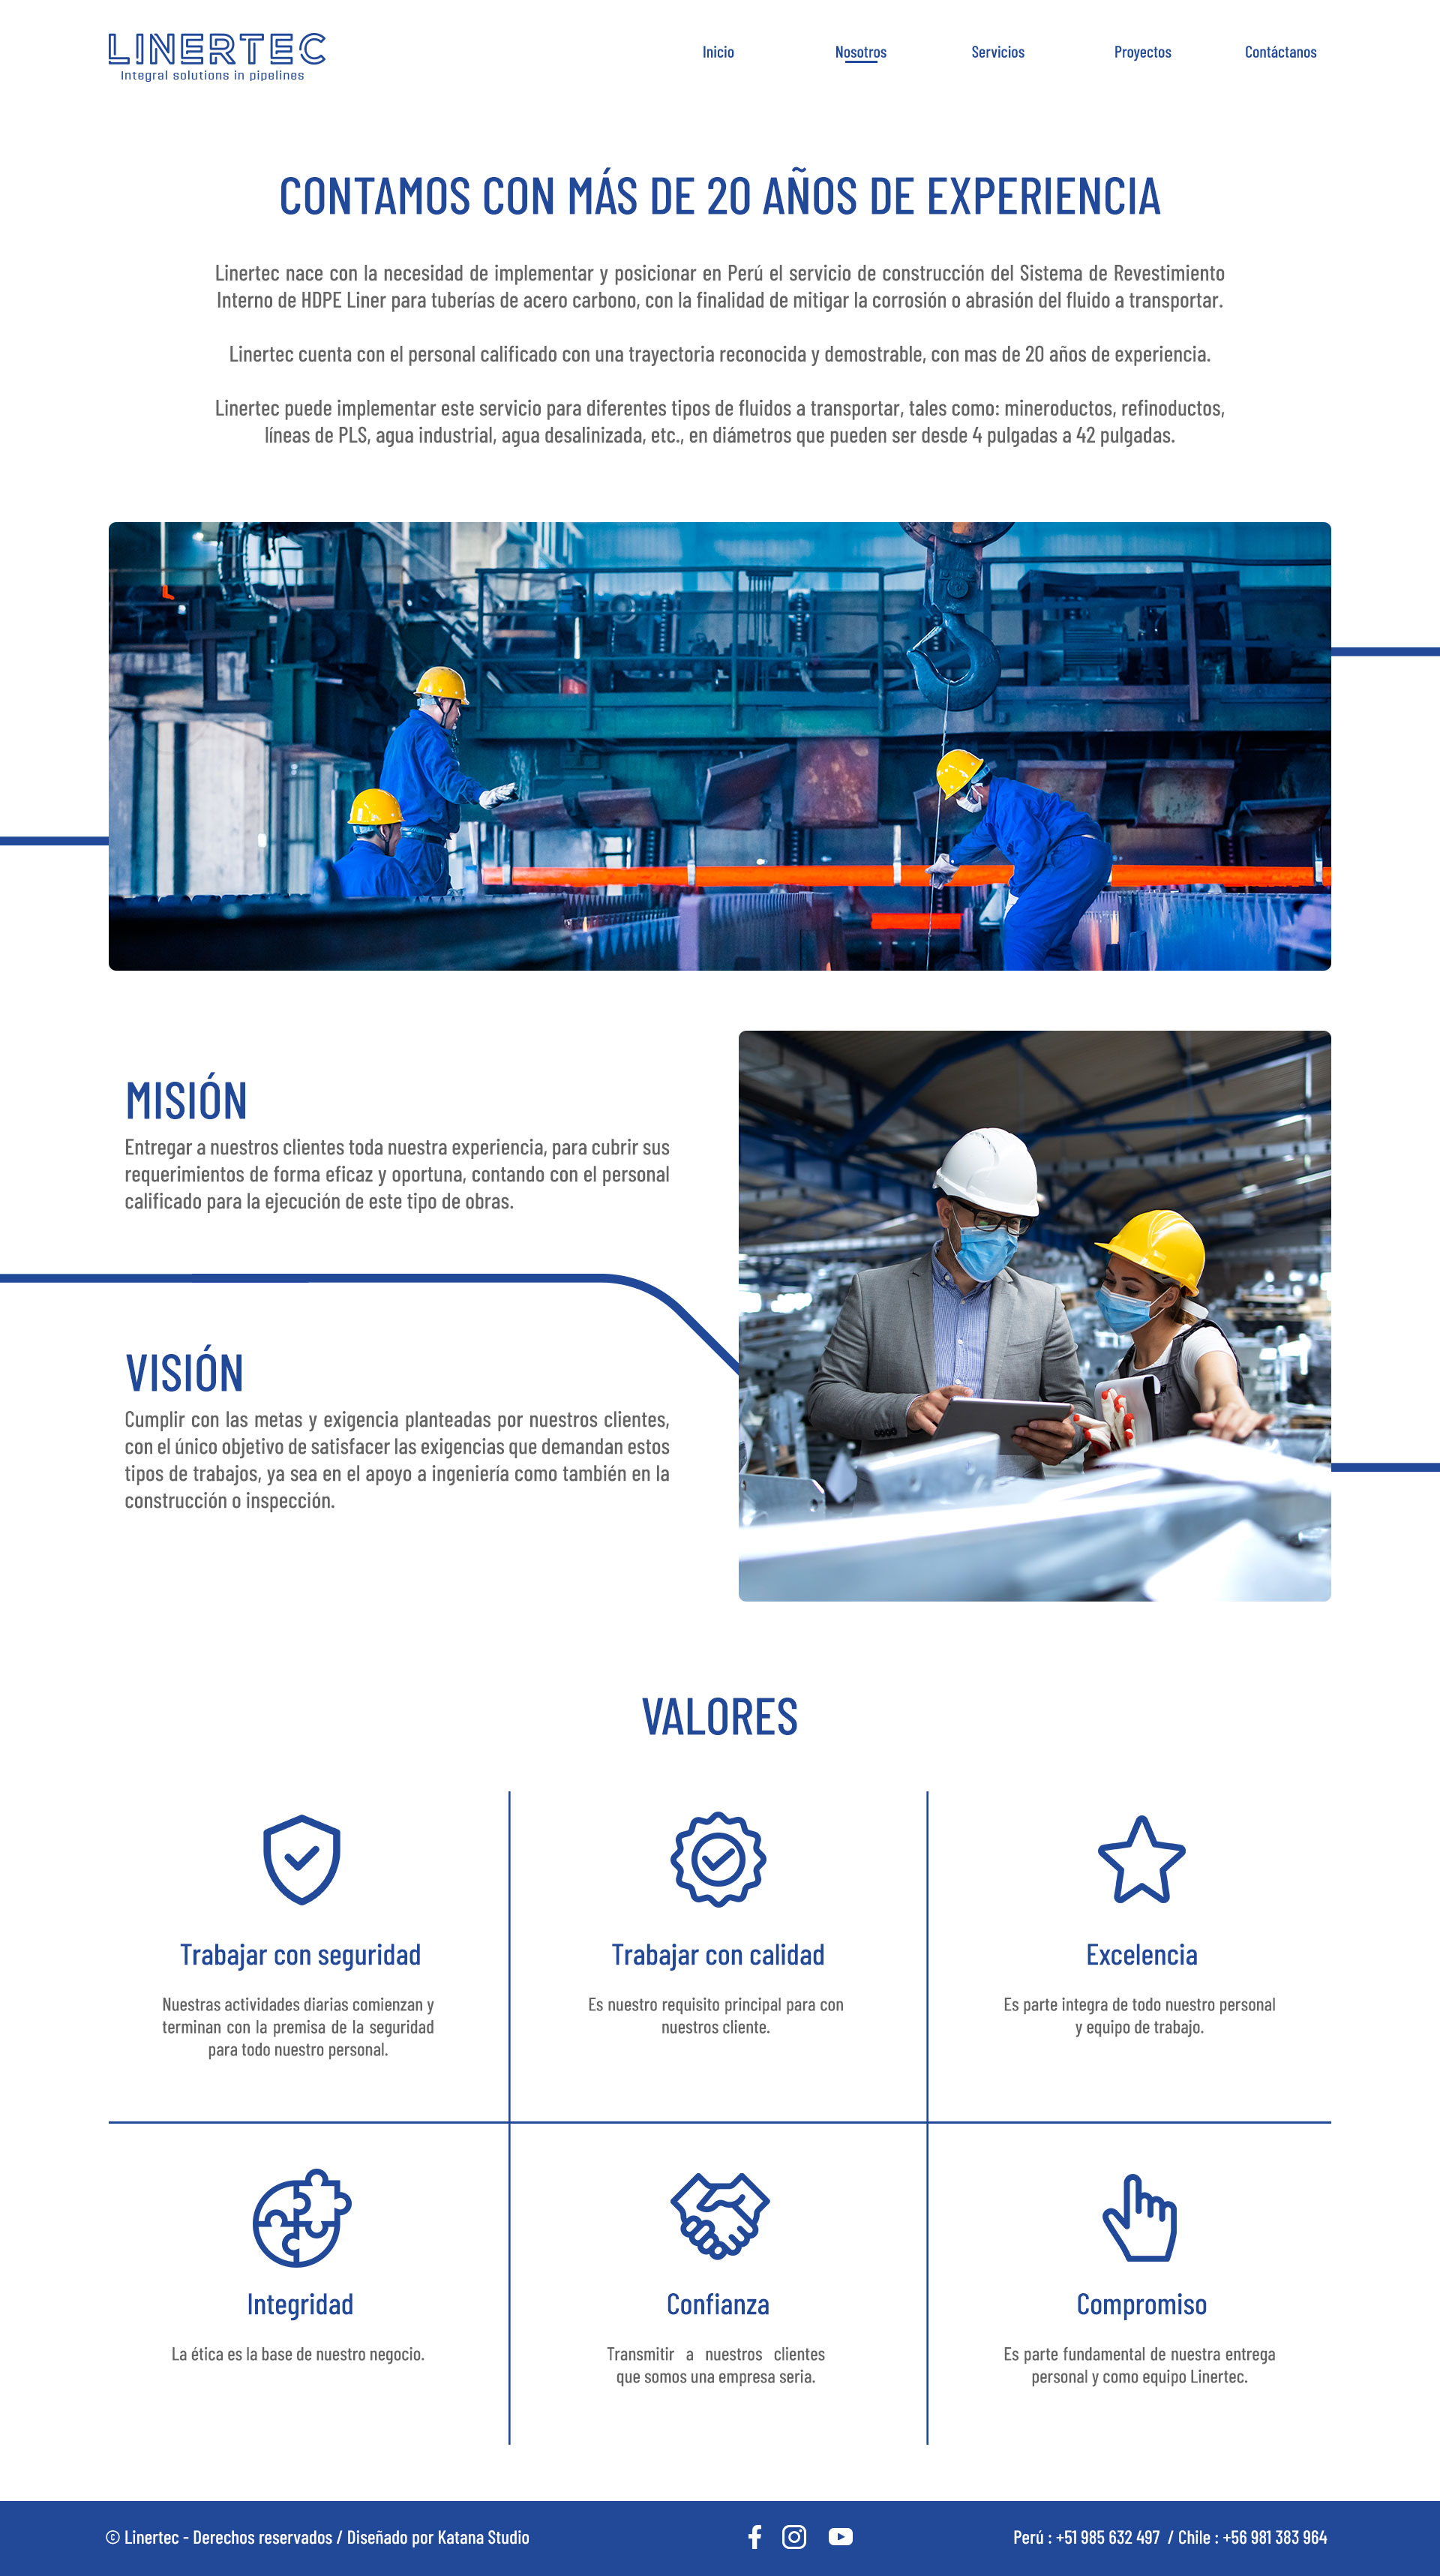 LINERTEC
Integral solutions in pipelines
Inicio
Nosotros
Servicios
Proyectos
Contáctanos
CONTAMOS CON MÁS DE 20 AÑOS DE EXPERIENCIA
Linertec nace con la necesidad de implementar y posicionar en Perú el servicio de construcción del Sistema de Revestimiento
Interno de HDPE Liner para tuberías de acero carbono, con la finalidad de mitigar la corrosión o abrasión del fluido a transportar.
Linertec cuenta con el personal calificado con una trayectoria reconocida y demostrable, con mas de 20 años de experiencia.
Linertec puede implementar este servicio para diferentes tipos de fluidos a transportar, tales como: mineroductos, refinoductos,
líneas de PLS, agua industrial, agua desalinizada, etc., en diámetros que pueden ser desde 4 pulgadas a 42 pulgadas.
MISIÓN
Entregar a nuestros clientes toda nuestra experiencia, para cubrir sus
requerimientos de forma eficaz y oportuna, contando con el personal
calificado para la ejecución de este tipo de obras.
VISIÓN
Cumplir con las metas y exigencia planteadas por nuestros clientes,
con el único objetivo de satisfacer las exigencias que demandan estos
tipos de trabajos, ya sea en el apoyo a ingeniería como también en la
construcción o inspección.
VALORES
Trabajar con seguridad
Nuestras actividades diarias comienzan y
terminan con la premisa de la seguridad
para todo nuestro personal.
Trabajar con calidad
Es nuestro requisito principal para con
nuestros cliente.
Excelencia
Es parte integra de todo nuestro personal
y equipo de trabajo.
Integridad
La ética es la base de nuestro negocio.
Confianza
Transmitir a nuestros clientes
que somos una empresa seria.
Compromiso
Es parte fundamental de nuestra entrega
personal y como equipo Linertec.
© Linertec - Derechos reservados / Diseñado por Katana Studio
Perú : +51 985 632 497 / Chile : +56 981 383 964